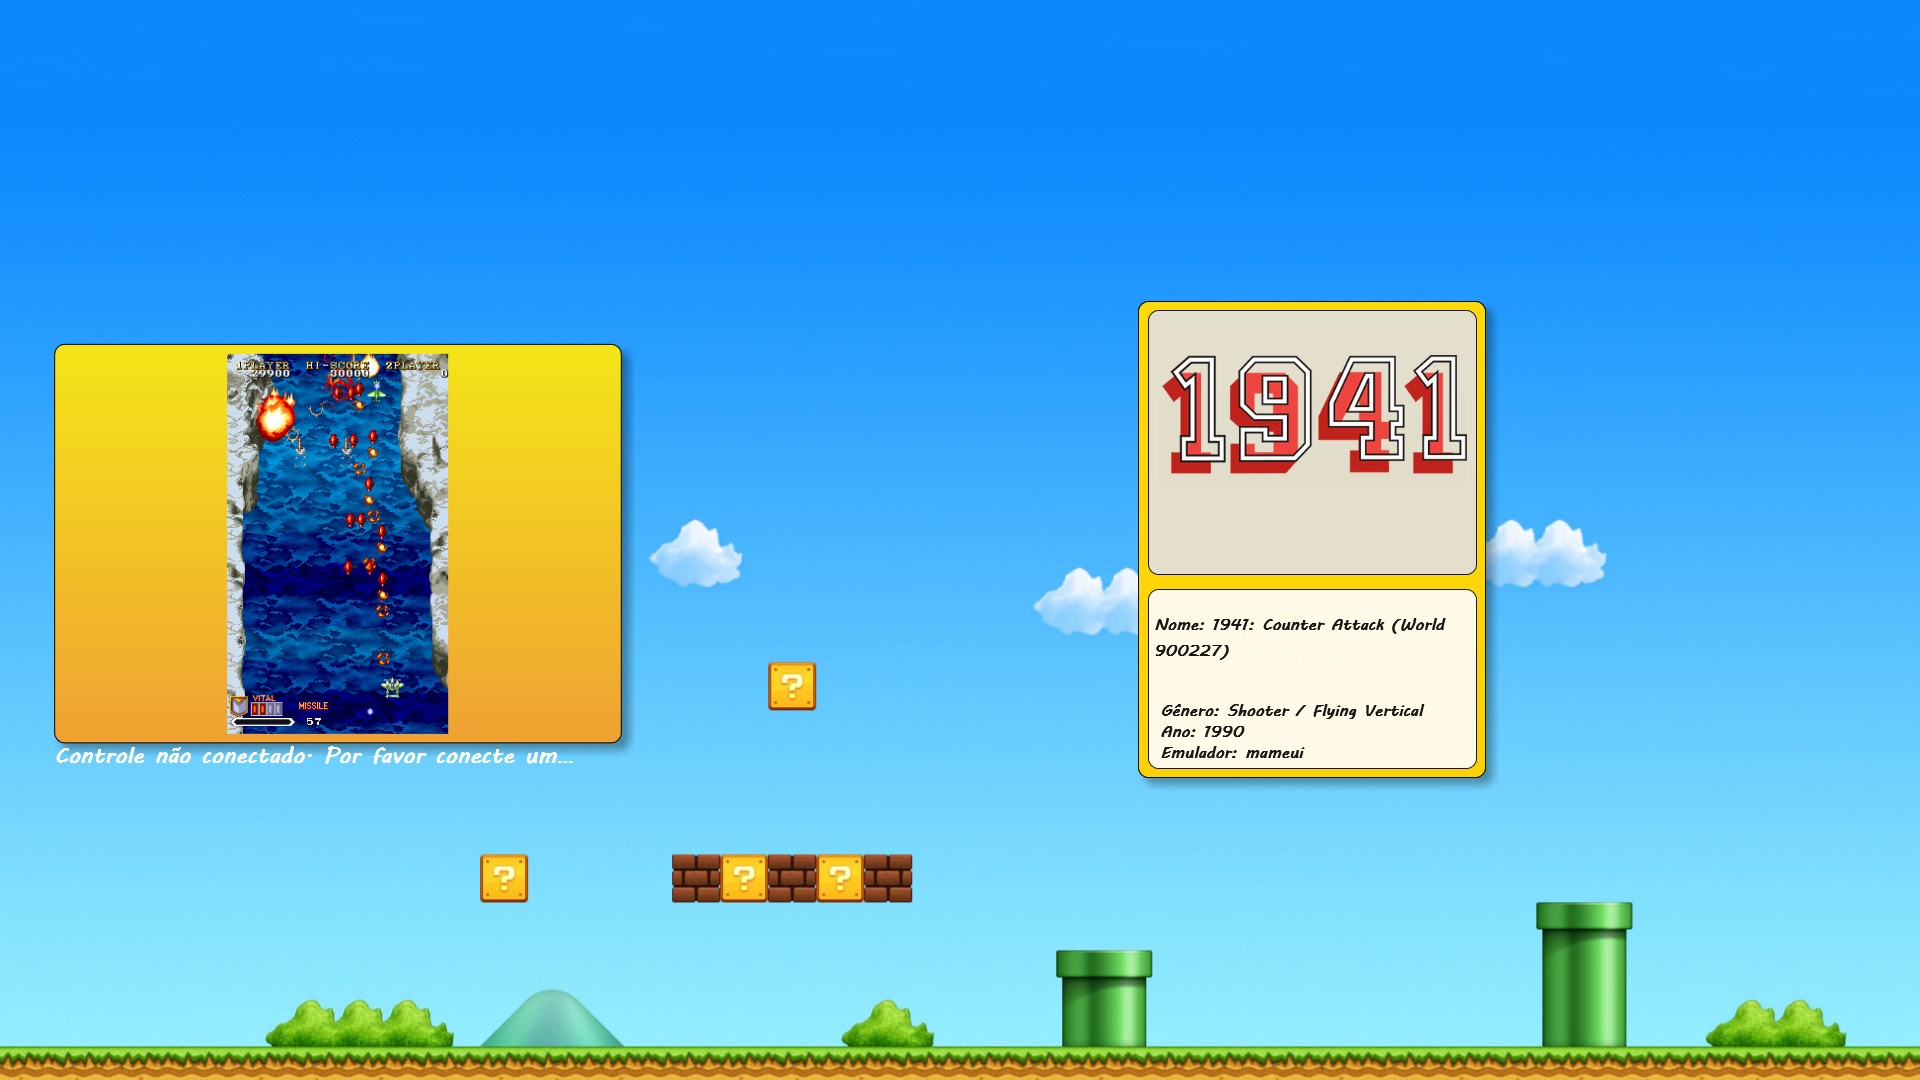 1PLAYER HI-SCORE 2PLAYER
29900 30000 0
VITAL
MISSILE
57
Controle não conectado. Por favor conecte um...
1941
Nome: 1941: Counter Attack (World
900227)
Gênero: Shooter / Flying Vertical
Ano: 1990
Emulador: mameui
?
?
? ?